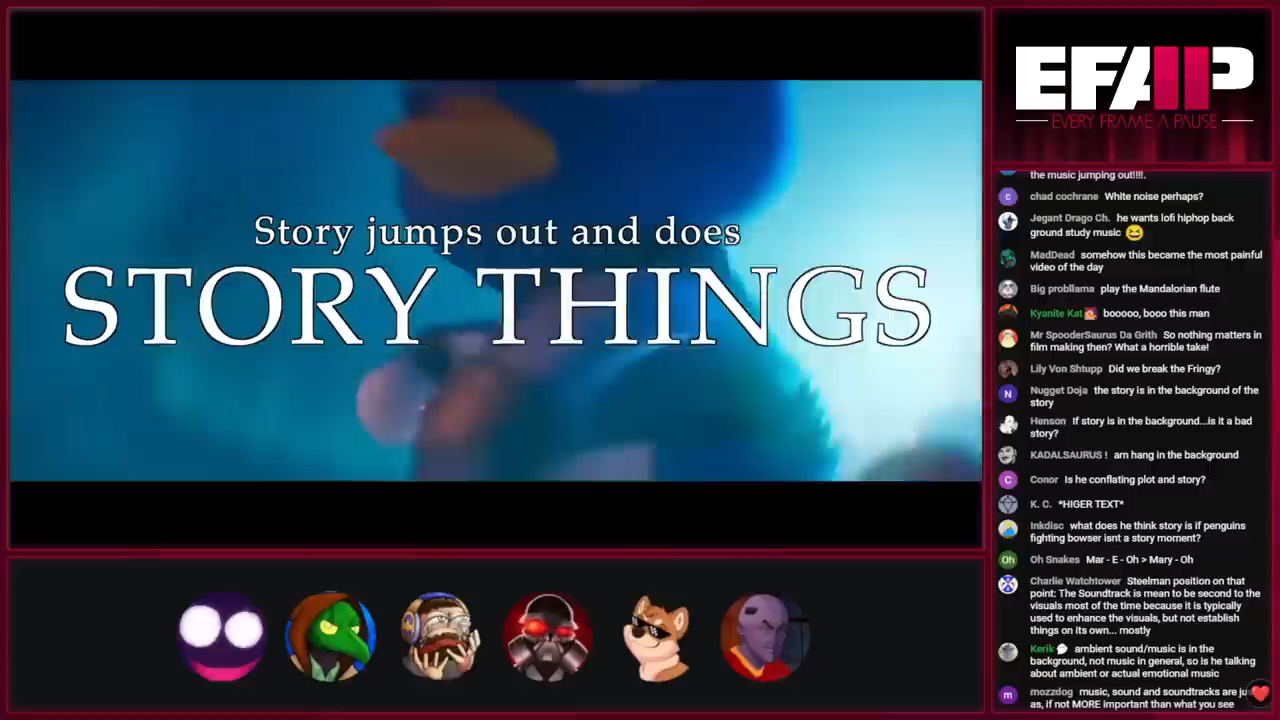 Story jumps out and does
STORY THINGS
EFAP
EVERY FRAME A PAUSE
the music jumping out!!!!.
chad cochrane White noise perhaps?
Jegant Drago Ch. he wants lofi hiphop back
ground study music
MadDead somehow this became the most painful
video of the day
Big probllama play the Mandalorian flute
Kyanite Kat booooo, booo this man
Mr SpooderSaurus Da Grith So nothing matters in
film making then? What a horrible take!
Lily Von Shtupp Did we break the Fringy?
N
Nugget Doja the story is in the background of the
story
Henson If story is in the background...is it a bad
story?
KADALSAURUS ! am hang in the background
C
Conor Is he conflating plot and story?
K. C. *HIGER TEXT*
Inkdisc what does he think story is if penguins
fighting bowser isnt a story moment?
Oh
Oh Snakes Mar - E - Oh > Mary - Oh
Charlie Watchtower Steelman position on that
point: The Soundtrack is mean to be second to the
visuals most of the time because it is typically
used to enhance the visuals, but not establish
things on its own... mostly
Kerik ambient sound/music is in the
background, not music in general, so is he talking
about ambient or actual emotional music
m
mozzdog music, sound and soundtracks are
as, if not MORE important than what you see